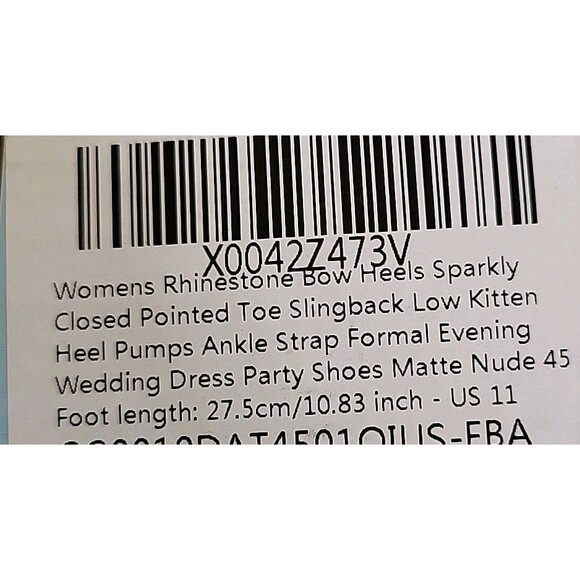 X0042Z473V
Womens Rhinestone Bow Heels Sparkly
Closed Pointed Toe Slingback Low Kitten
Heel Pumps Ankle Strap Formal Evening
Wedding Dress Party Shoes Matte Nude 45
Foot length: 27.5cm/10.83 inch - US 11